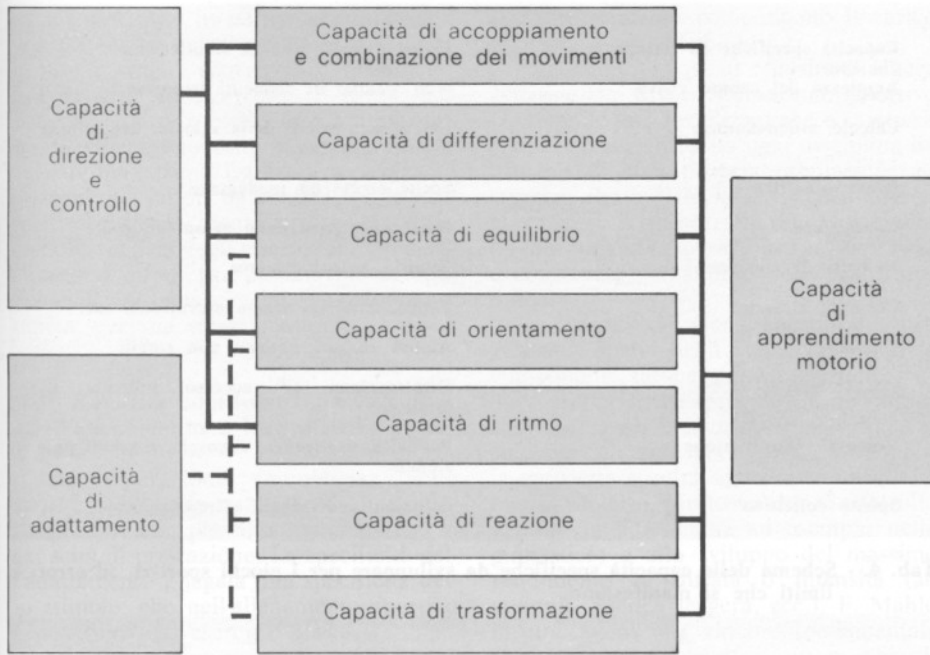 Capacità
di
direzione
e
controllo
Capacità
di
adattamento
Capacità di accoppiamento
e combinazione dei movimenti
Capacità di differenziazione
Capacità di equilibrio
Capacità di orientamento
Capacità di ritmo
Capacità di reazione
Capacità di trasformazione
Capacità
di
apprendimento
motorio